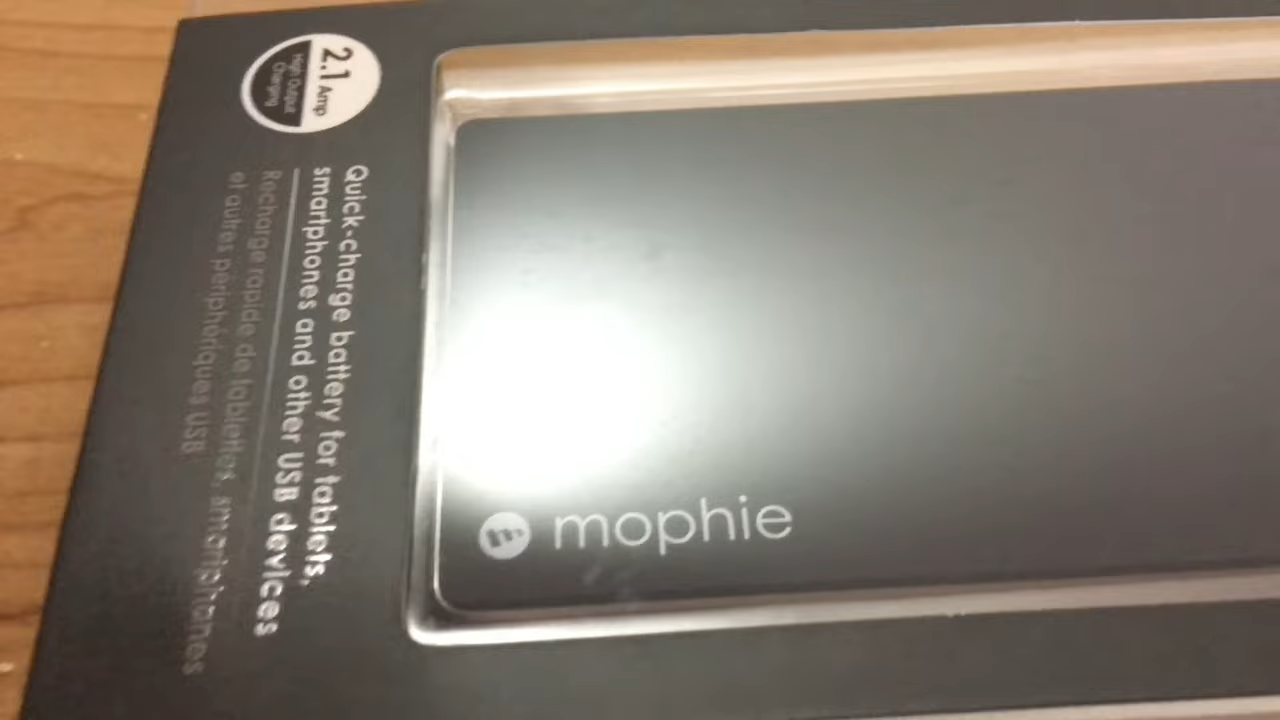 2.1 Amp
High Output
Charging
Quick-charge battery for tablets,
smartphones and other USB devices
Recharge rapide de tablettes, smartphones
et autres périphériques USB
mophie